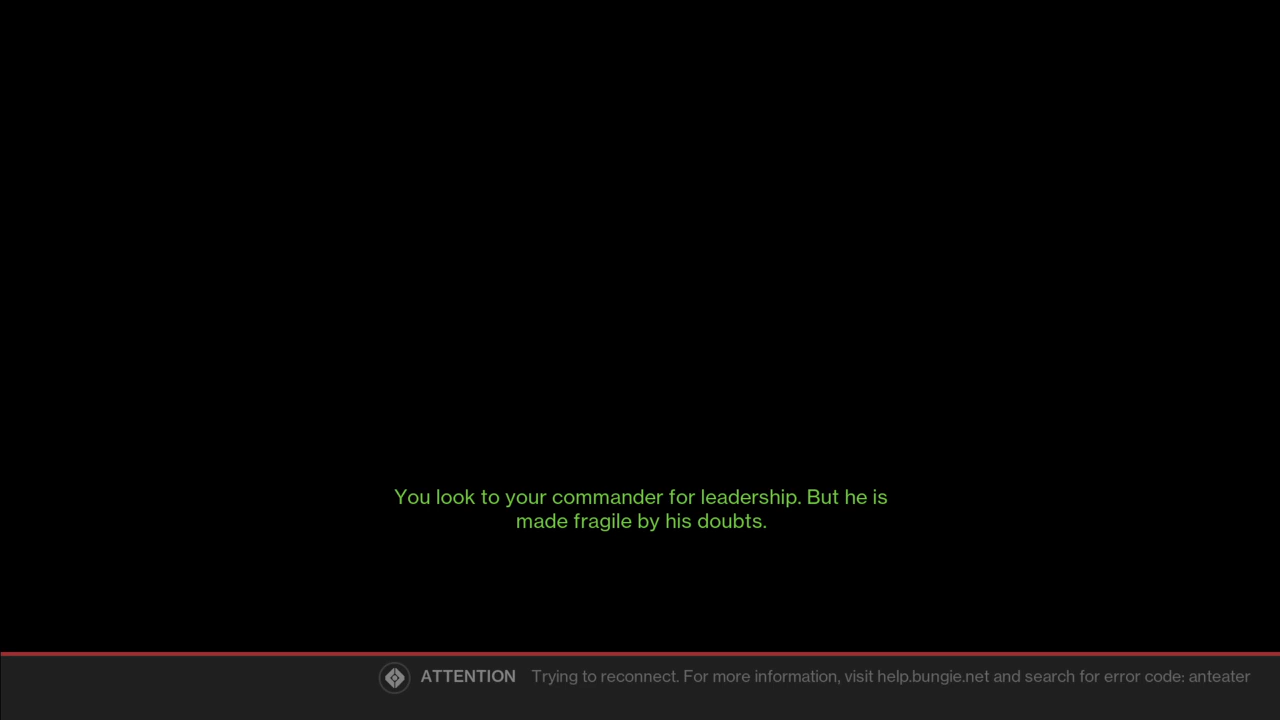 You look to your commander for leadership. But he is
made fragile by his doubts.
ATTENTION Trying to reconnect. For more information, visit help.bungie.net and search for error code: anteater